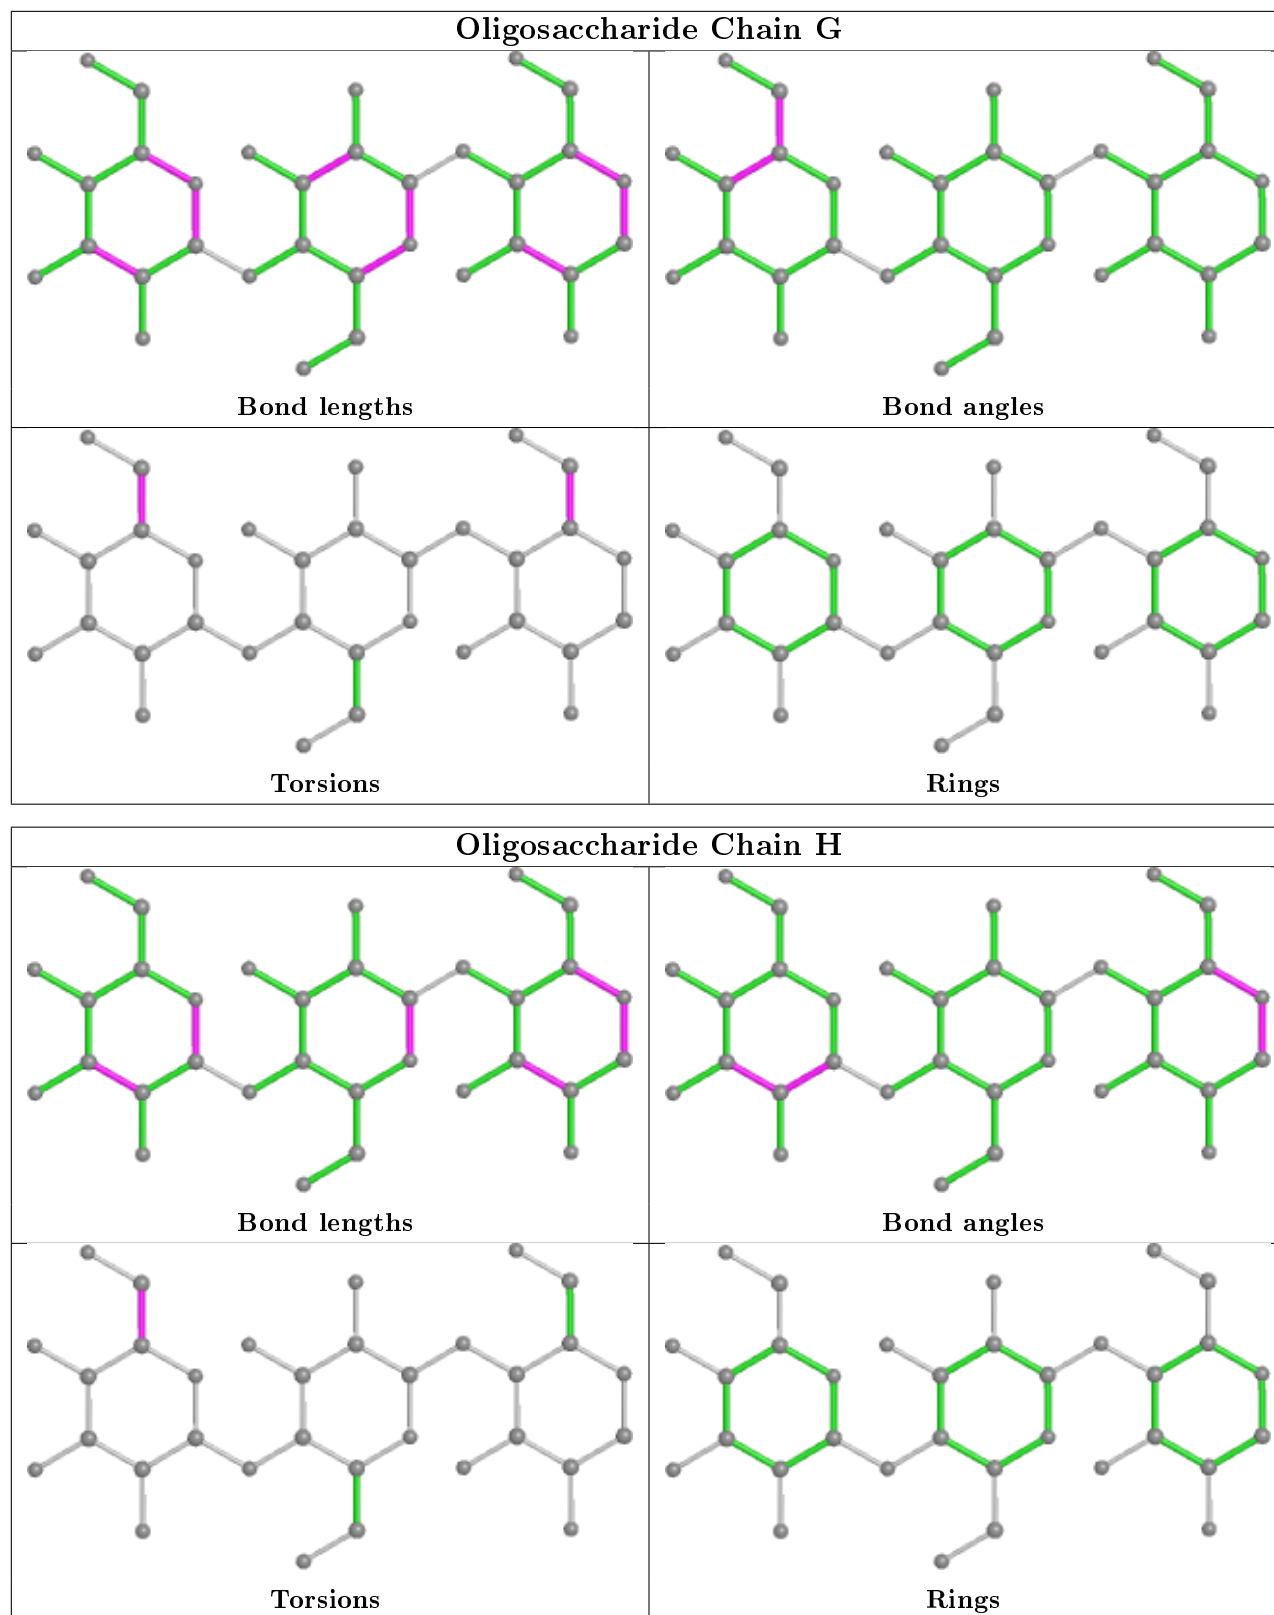 Oligosaccharide Chain G
Bond lengths
Bond angles
Torsions
Rings
Oligosaccharide Chain H
Bond lengths
Bond angles
Torsions
Rings